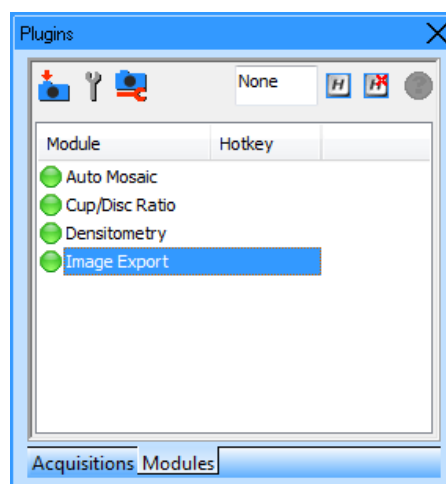 Plugins
None
H
H
Module Hotkey
Auto Mosaic
Cup/Disc Ratio
Densitometry
Image Export
Acquisitions Modules